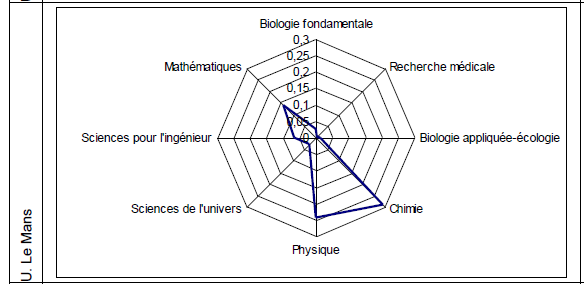 Biologie fondamentale
0,3
0,25
0,2
0,15
0,1
0,05
0
Mathématiques
Recherche médicale
Sciences pour l'ingénieur
Biologie appliquée-écologie
Sciences de l'univers
Chimie
Physique
U. Le Mans